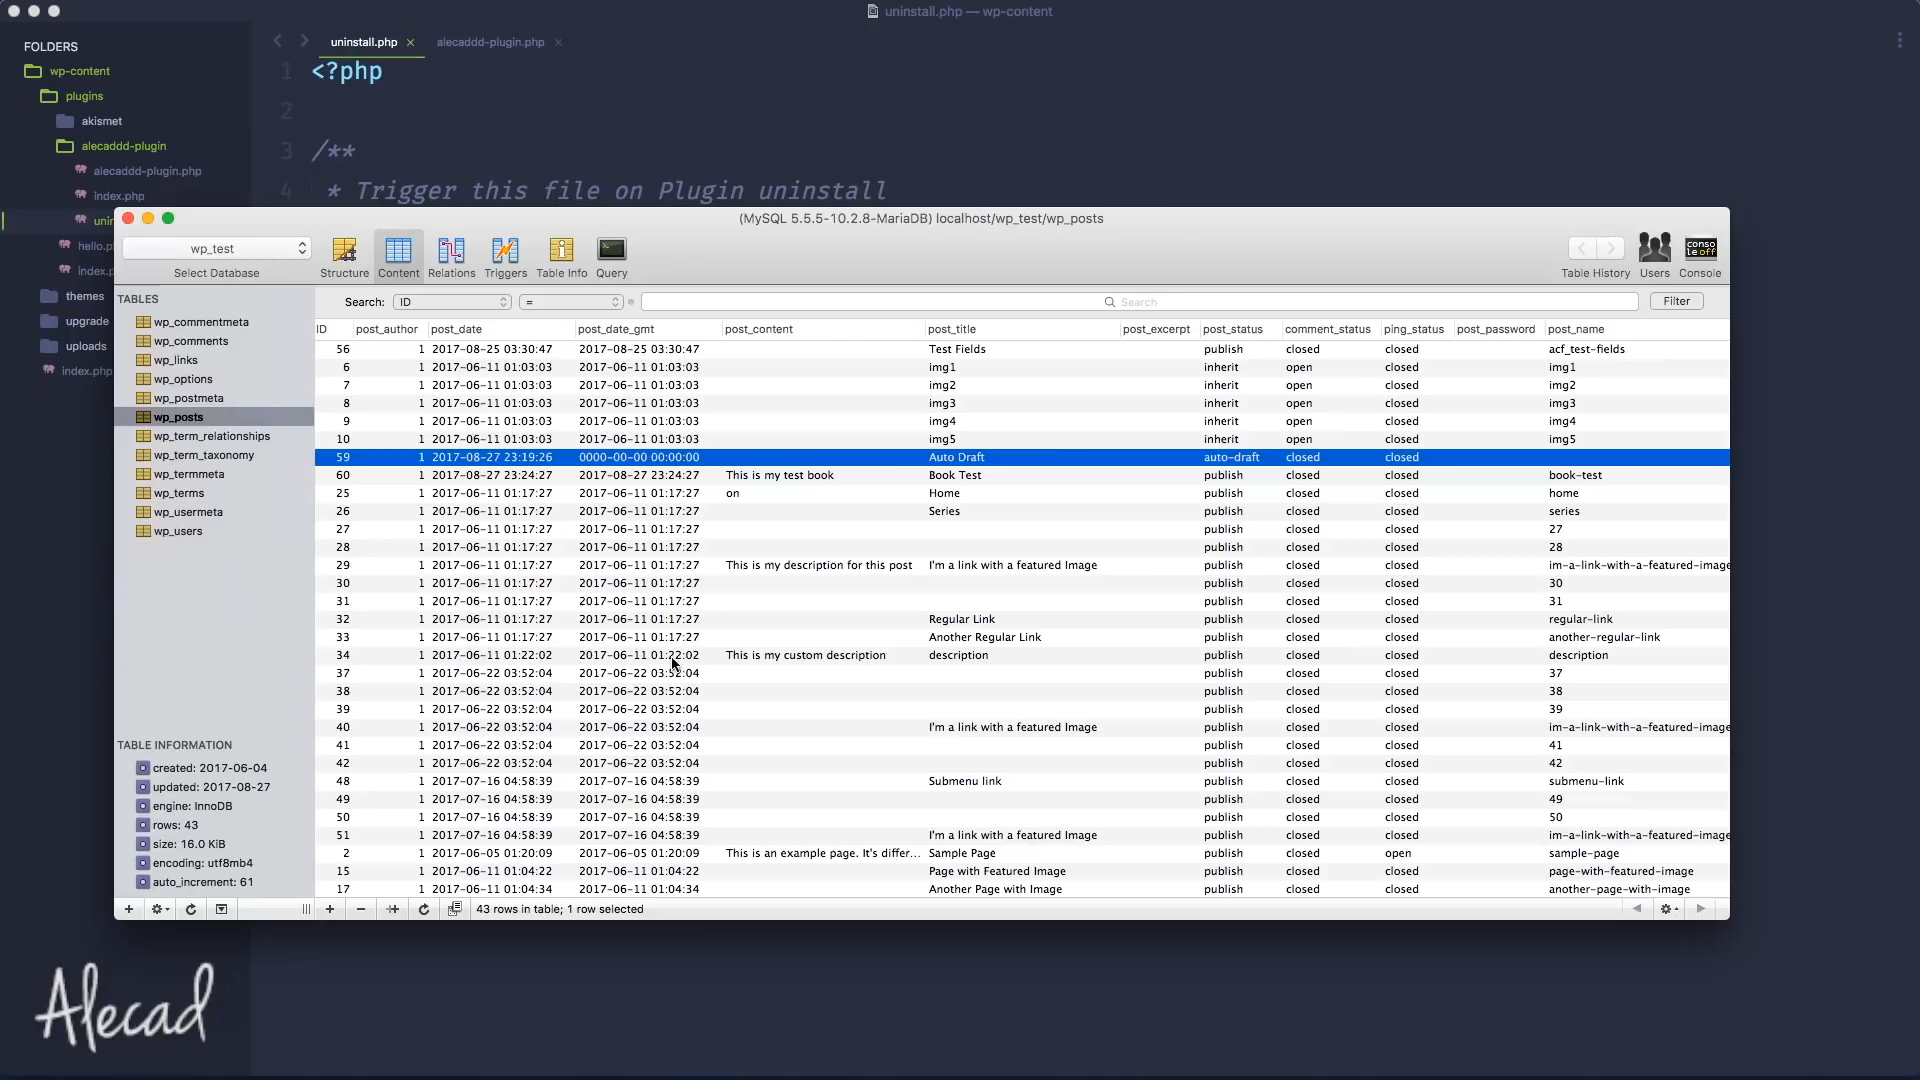 uninstall.php — wp-content
FOLDERS
wp-content
plugins
akismet
alecaddd-plugin
alecaddd-plugin.php
index.php
unin
hello.p
index.p
themes
upgrade
uploads
index.php
uninstall.php × alecaddd-plugin.php ×
1 <?php
2
3 /**
4 * Trigger this file on Plugin uninstall
(MySQL 5.5.5-10.2.8-MariaDB) localhost/wp_test/wp_posts
wp_test
Select Database
Structure Content Relations Triggers Table Info Query
Table History Users Console
conso
le off
TABLES
wp_commentmeta
wp_comments
wp_links
wp_options
wp_postmeta
wp_posts
wp_term_relationships
wp_term_taxonomy
wp_termmeta
wp_terms
wp_usermeta
wp_users
TABLE INFORMATION
created: 2017-06-04
updated: 2017-08-27
engine: InnoDB
rows: 43
size: 16.0 KiB
encoding: utf8mb4
auto_increment: 61
Search: ID = Search Filter
ID post_author post_date post_date_gmt post_content post_title post_excerpt post_status comment_status ping_status post_password post_name
56 1 2017-08-25 03:30:47 2017-08-25 03:30:47 Test Fields publish closed closed acf_test-fields
6 1 2017-06-11 01:03:03 2017-06-11 01:03:03 img1 inherit open closed img1
7 1 2017-06-11 01:03:03 2017-06-11 01:03:03 img2 inherit open closed img2
8 1 2017-06-11 01:03:03 2017-06-11 01:03:03 img3 inherit open closed img3
9 1 2017-06-11 01:03:03 2017-06-11 01:03:03 img4 inherit open closed img4
10 1 2017-06-11 01:03:03 2017-06-11 01:03:03 img5 inherit open closed img5
59 1 2017-08-27 23:19:26 0000-00-00 00:00:00 Auto Draft auto-draft closed closed
60 1 2017-08-27 23:24:27 2017-08-27 23:24:27 This is my test book Book Test publish closed closed book-test
25 1 2017-06-11 01:17:27 2017-06-11 01:17:27 on Home publish closed closed home
26 1 2017-06-11 01:17:27 2017-06-11 01:17:27 Series publish closed closed series
27 1 2017-06-11 01:17:27 2017-06-11 01:17:27 publish closed closed 27
28 1 2017-06-11 01:17:27 2017-06-11 01:17:27 publish closed closed 28
29 1 2017-06-11 01:17:27 2017-06-11 01:17:27 This is my description for this post I'm a link with a featured Image publish closed closed im-a-link-with-a-featured-image
30 1 2017-06-11 01:17:27 2017-06-11 01:17:27 publish closed closed 30
31 1 2017-06-11 01:17:27 2017-06-11 01:17:27 publish closed closed 31
32 1 2017-06-11 01:17:27 2017-06-11 01:17:27 Regular Link publish closed closed regular-link
33 1 2017-06-11 01:17:27 2017-06-11 01:17:27 Another Regular Link publish closed closed another-regular-link
34 1 2017-06-11 01:22:02 2017-06-11 01:22:02 This is my custom description description publish closed closed description
37 1 2017-06-22 03:52:04 2017-06-22 03:52:04 publish closed closed 37
38 1 2017-06-22 03:52:04 2017-06-22 03:52:04 publish closed closed 38
39 1 2017-06-22 03:52:04 2017-06-22 03:52:04 publish closed closed 39
40 1 2017-06-22 03:52:04 2017-06-22 03:52:04 I'm a link with a featured Image publish closed closed im-a-link-with-a-featured-image
41 1 2017-06-22 03:52:04 2017-06-22 03:52:04 publish closed closed 41
42 1 2017-06-22 03:52:04 2017-06-22 03:52:04 publish closed closed 42
48 1 2017-07-16 04:58:39 2017-07-16 04:58:39 Submenu link publish closed closed submenu-link
49 1 2017-07-16 04:58:39 2017-07-16 04:58:39 publish closed closed 49
50 1 2017-07-16 04:58:39 2017-07-16 04:58:39 publish closed closed 50
51 1 2017-07-16 04:58:39 2017-07-16 04:58:39 I'm a link with a featured Image publish closed closed im-a-link-with-a-featured-image
2 1 2017-06-05 01:20:09 2017-06-05 01:20:09 This is an example page. It's differ... Sample Page publish closed open sample-page
15 1 2017-06-11 01:04:22 2017-06-11 01:04:22 Page with Featured Image publish closed closed page-with-featured-image
17 1 2017-06-11 01:04:34 2017-06-11 01:04:34 Another Page with Image publish closed closed another-page-with-image
43 rows in table; 1 row selected
Alecad